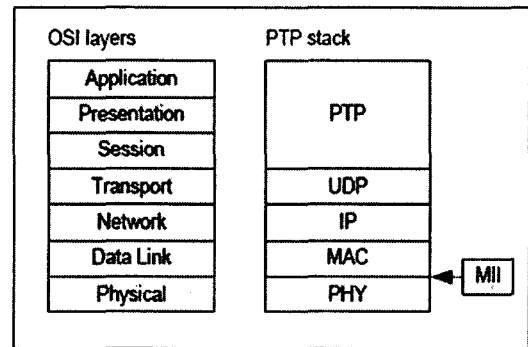 OSI layers
PTP stack
Application
Presentation
Session
Transport
Network
Data Link
Physical
PTP
UDP
IP
MAC
PHY
MII